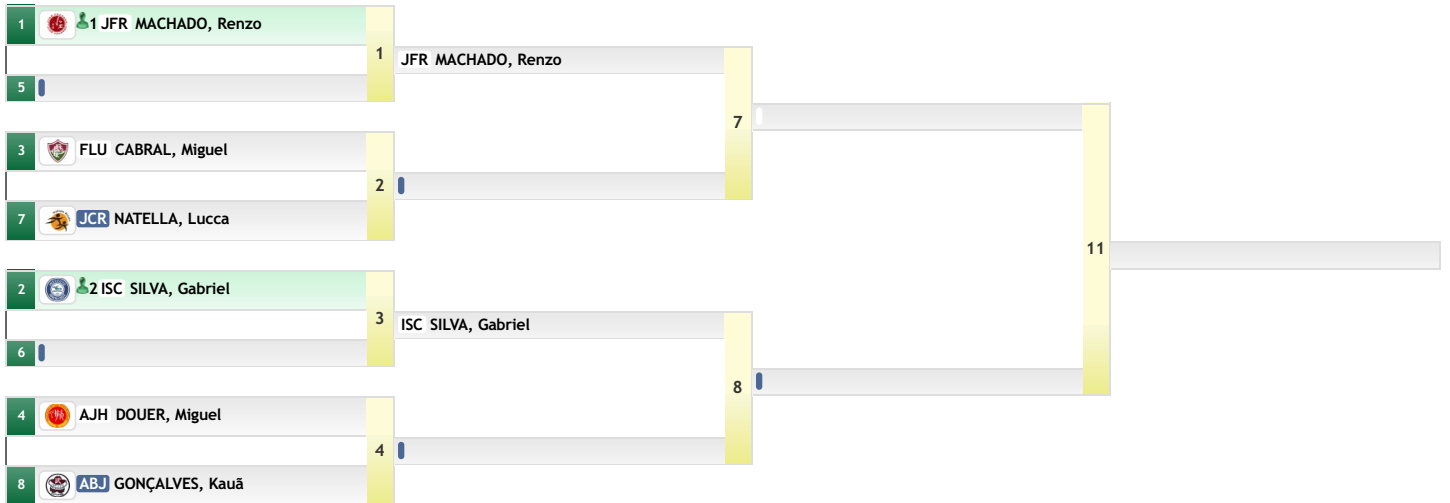 1 1 JFR MACHADO, Renzo
1
JFR MACHADO, Renzo
5
7
3 FLU CABRAL, Miguel
2
7 JCR NATELLA, Lucca
11
2 2 ISC SILVA, Gabriel
3
ISC SILVA, Gabriel
6
8
4 AJH DOUER, Miguel
4
8 ABJ GONÇALVES, Kauã